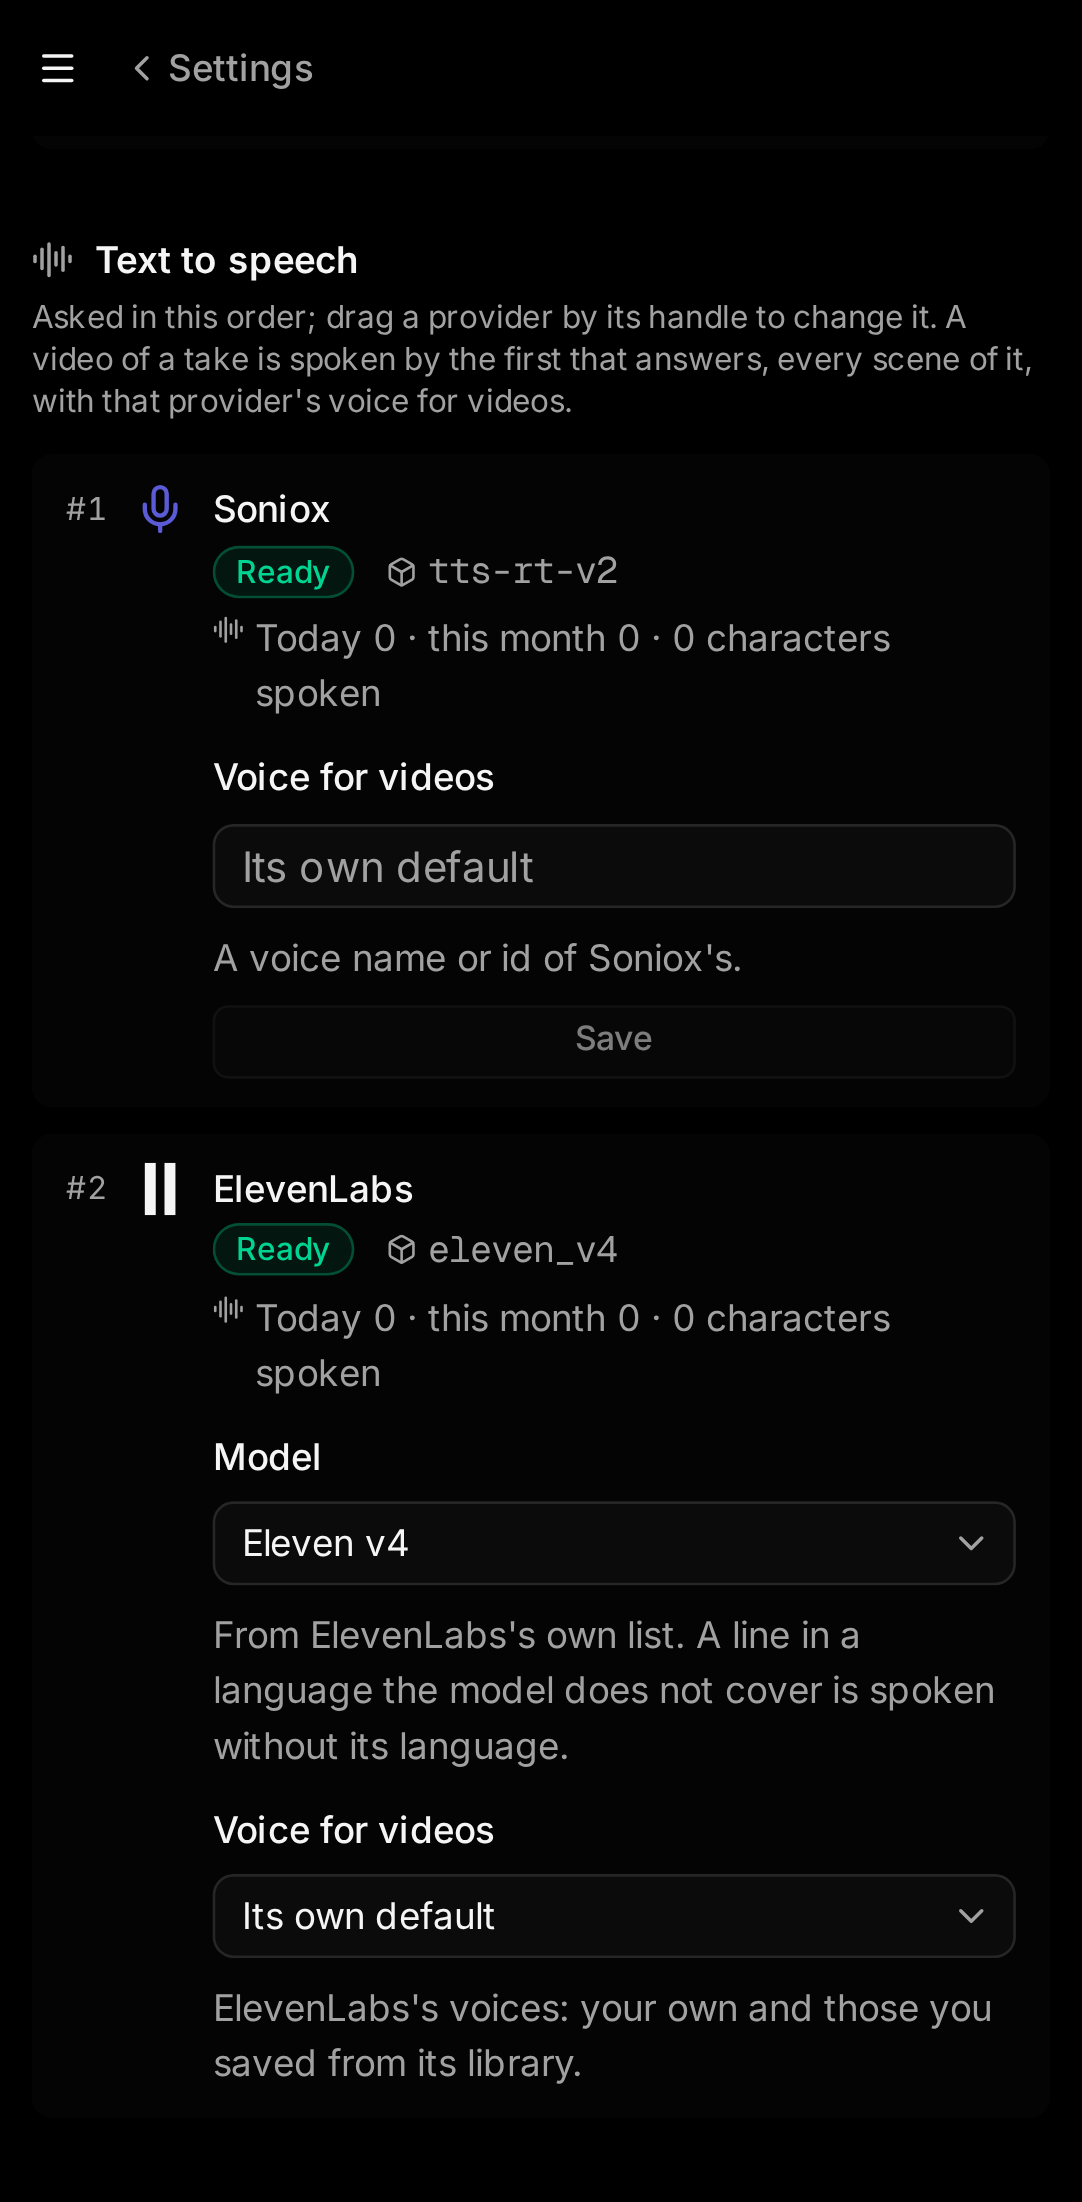 Settings
Text to speech
Asked in this order; drag a provider by its handle to change it. A
video of a take is spoken by the first that answers, every scene of it,
with that provider's voice for videos.
#1 Soniox
Ready tts-rt-v2
Today 0 · this month 0 · 0 characters
spoken
Voice for videos
Its own default
A voice name or id of Soniox's.
Save
#2 ElevenLabs
Ready eleven_v4
Today 0 · this month 0 · 0 characters
spoken
Model
Eleven v4
From ElevenLabs's own list. A line in a
language the model does not cover is spoken
without its language.
Voice for videos
Its own default
ElevenLabs's voices: your own and those you
saved from its library.